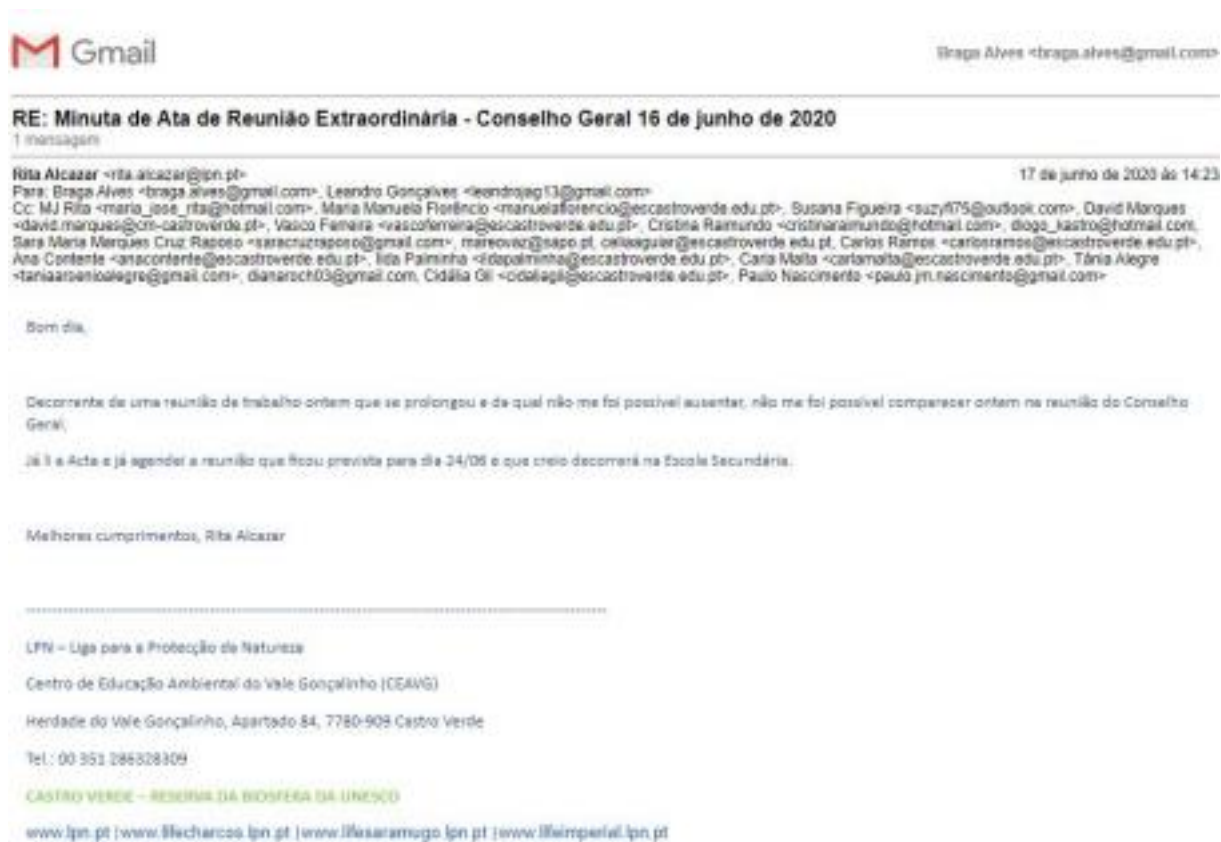 Gmail
Braga Alves <braga.alves@gmail.com>
RE: Minuta de Ata de Reunião Extraordinária - Conselho Geral 16 de junho de 2020
1 mensagem
Rita Alcazar <rita.alcazar@lpn.pt>
17 de junho de 2020 às 14:23
Para: Braga Alves <braga.alves@gmail.com>, Leandro Gonçalves <leandrojag13@gmail.com>
Cc: MJ Rita <maria_jose_rita@hotmail.com>, Maria Manuela Florêncio <manuelaflorencio@escastroverde.edu.pt>, Susana Figueira <suzyfi75@outlook.com>, David Marques
<david.marques@cm-castroverde.pt>, Vasco Ferreira <vascoferreira@escastroverde.edu.pt>, Cristina Raimundo <cristinaraimundo@hotmail.com>, diogo_kastro@hotmail.com,
Sara Maria Marques Cruz Raposo <saracruzraposo@gmail.com>, mareovaz@sapo.pt, celiaaguiar@escastroverde.edu.pt, Carlos Ramos <carlosramos@escastroverde.edu.pt>,
Ana Contente <anacontente@escastroverde.edu.pt>, Ilda Palminha <ildapalminha@escastroverde.edu.pt>, Carla Malta <carlamalta@escastroverde.edu.pt>, Tânia Alegre
<taniaarsenioalegre@gmail.com>, dianaroch03@gmail.com, Cidália Gil <cidaliagil@escastroverde.edu.pt>, Paulo Nascimento <paulo.jm.nascimento@gmail.com>
Bom dia,
Decorrente de uma reunião de trabalho ontem que se prolongou e da qual não me foi possível ausentar, não me foi possível comparecer ontem na reunião do Conselho
Geral.
Já li a Acta e já agendei a reunião que ficou prevista para dia 24/06 e que creio decorrerá na Escola Secundária.
Melhores cumprimentos, Rita Alcazar
LPN – Liga para a Protecção da Natureza
Centro de Educação Ambiental do Vale Gonçalinho (CEAVG)
Herdade do Vale Gonçalinho, Apartado 84, 7780-909 Castro Verde
Tel.: 00 351 286328309
CASTRO VERDE – RESERVA DA BIOSFERA DA UNESCO
www.lpn.pt |www.lifecharcos.lpn.pt |www.lifesaramugo.lpn.pt |www.lifeimperial.lpn.pt